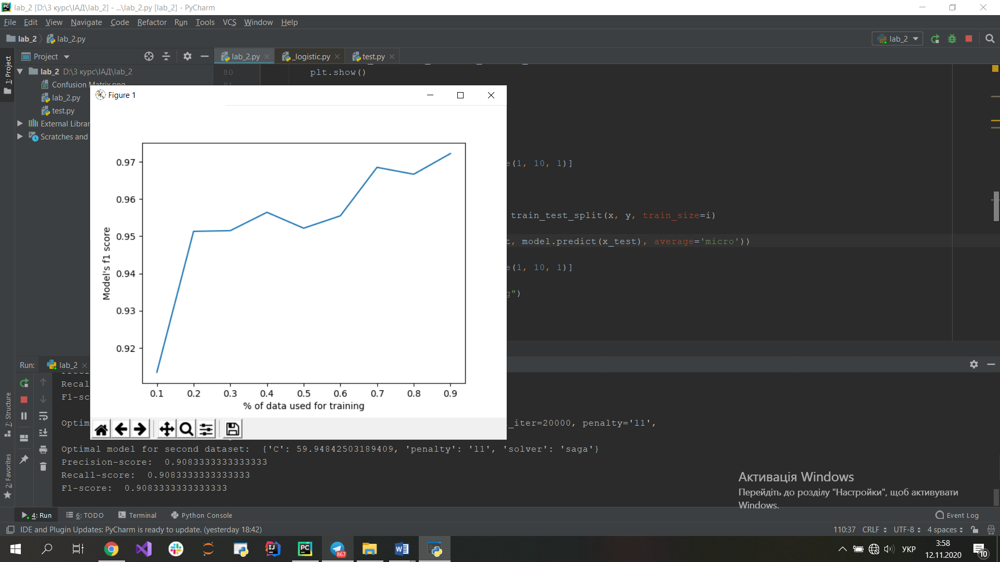 lab_2 [D:\3 курс\ІАД\lab_2] - ...\lab_2.py [lab_2] - PyCharm
File Edit View Navigate Code Refactor Run Tools VCS Window Help
lab_2 lab_2.py
lab_2
Project
lab_2.py
_logistic.py
test.py
1: Project
lab_2 D:\3 курс\ІАД\lab_2
Confusion Matrix.png
lab_2.py
test.py
External Librar
Scratches and
80 plt.show()
81
e(1, 10, 1)]
train_test_split(x, y, train_size=i)
t, model.predict(x_test), average='micro'))
e(1, 10, 1)]
g")
Figure 1
0.97
0.96
0.95
0.94
0.93
0.92
Model's f1 score
0.1 0.2 0.3 0.4 0.5 0.6 0.7 0.8 0.9
% of data used for training
Run: lab_2
Recal
F1-sc
Optim
_iter=20000, penalty='l1',
Optimal model for second dataset:  {'C': 59.94842503189409, 'penalty': 'l1', 'solver': 'saga'}
Precision-score:  0.9083333333333333
Recall-score:  0.9083333333333333
F1-score:  0.9083333333333333
7: Structure
2: Favorites
Активація Windows
Перейдіть до розділу "Настройки", щоб активувати
Windows.
4: Run 6: TODO Terminal Python Console
Event Log
IDE and Plugin Updates: PyCharm is ready to update. (yesterday 18:42)
110:37 CRLF UTF-8 4 spaces
867
УКР
3:58
12.11.2020
10